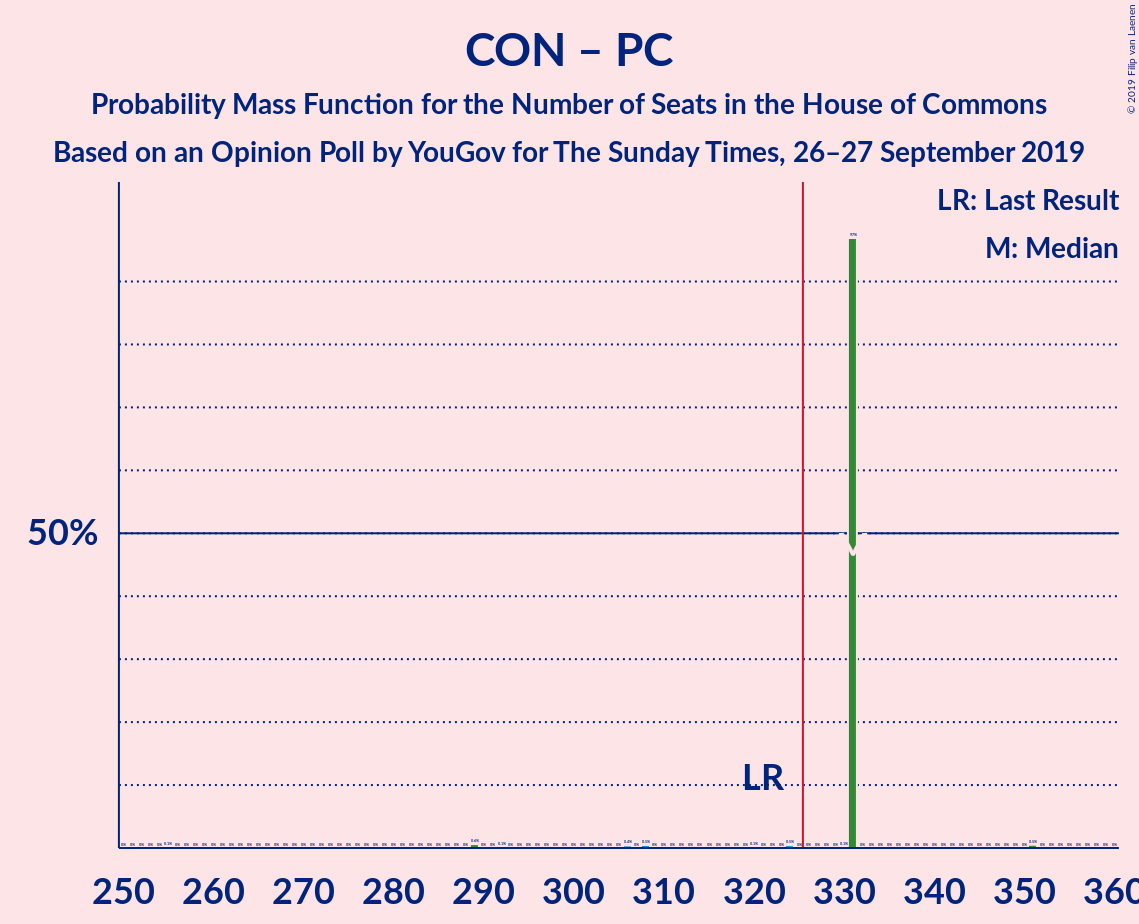 CON – PC
Probability Mass Function for the Number of Seats in the House of Commons
Based on an Opinion Poll by YouGov for The Sunday Times, 26–27 September 2019
© 2019 Filip van Laenen
LR: Last Result
M: Median
97%
50%
LR
250 260 270 280 290 300 310 320 330 340 350 360